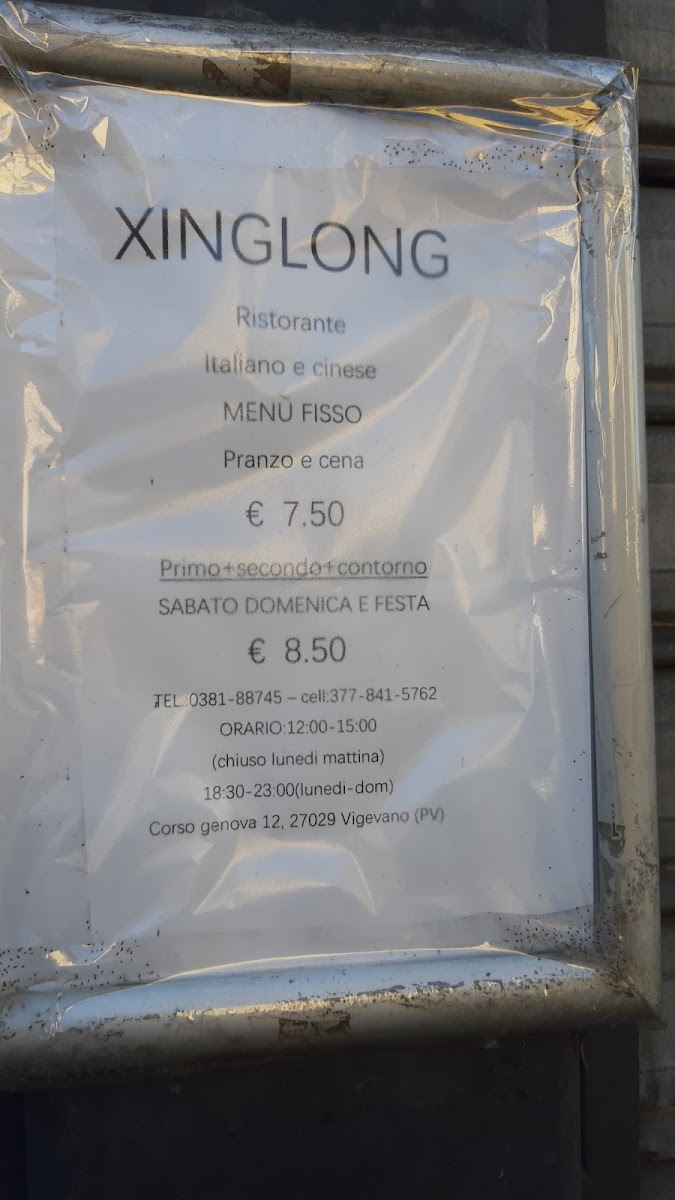 XINGLONG
Ristorante
Italiano e cinese
MENÙ FISSO
Pranzo e cena
€ 7.50
Primo+secondo+contorno
SABATO DOMENICA E FESTA
€ 8.50
TEL.:0381-88745 – cell:377-841-5762
ORARIO:12:00-15:00
(chiuso lunedi mattina)
18:30-23:00(lunedi-dom)
Corso genova 12, 27029 Vigevano (PV)